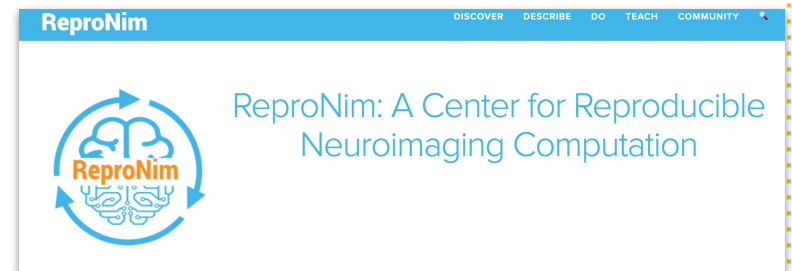 ReproNim
DISCOVER DESCRIBE DO TEACH COMMUNITY
ReproNim: A Center for Reproducible
Neuroimaging Computation
ReproNim